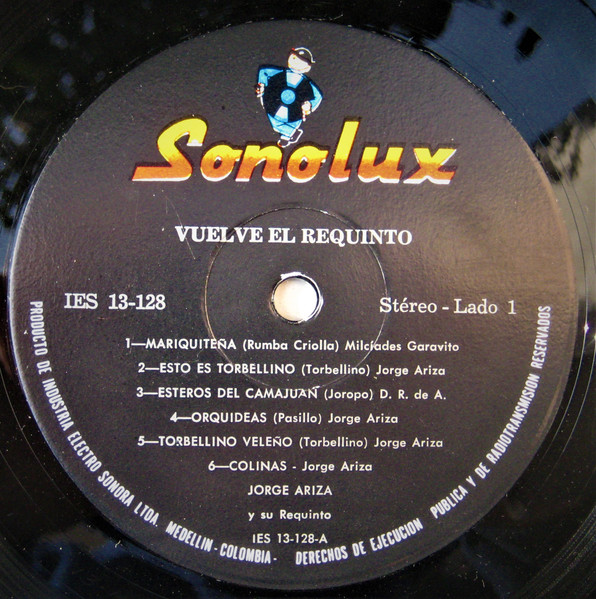 Sonolux
VUELVE EL REQUINTO
IES 13-128
Stéreo - Lado 1
1—MARIQUITEÑA (Rumba Criolla) Milcíades Garavito
2—ESTO ES TORBELLINO (Torbellino) Jorge Ariza
3—ESTEROS DEL CAMAJUAÑ (Joropo) D. R. de A.
4—ORQUIDEAS (Pasillo) Jorge Ariza
5—TORBELLINO VELEÑO (Torbellino) Jorge Ariza
6—COLINAS - Jorge Ariza
JORGE ARIZA
y su Requinto
IES 13-128-A
PRODUCTO DE INDUSTRIA ELECTRO SONORA LTDA. MEDELLIN-COLOMBIA- DERECHOS DE EJECUCION PUBLICA Y DE RADIOTRANSMISION RESERVADOS